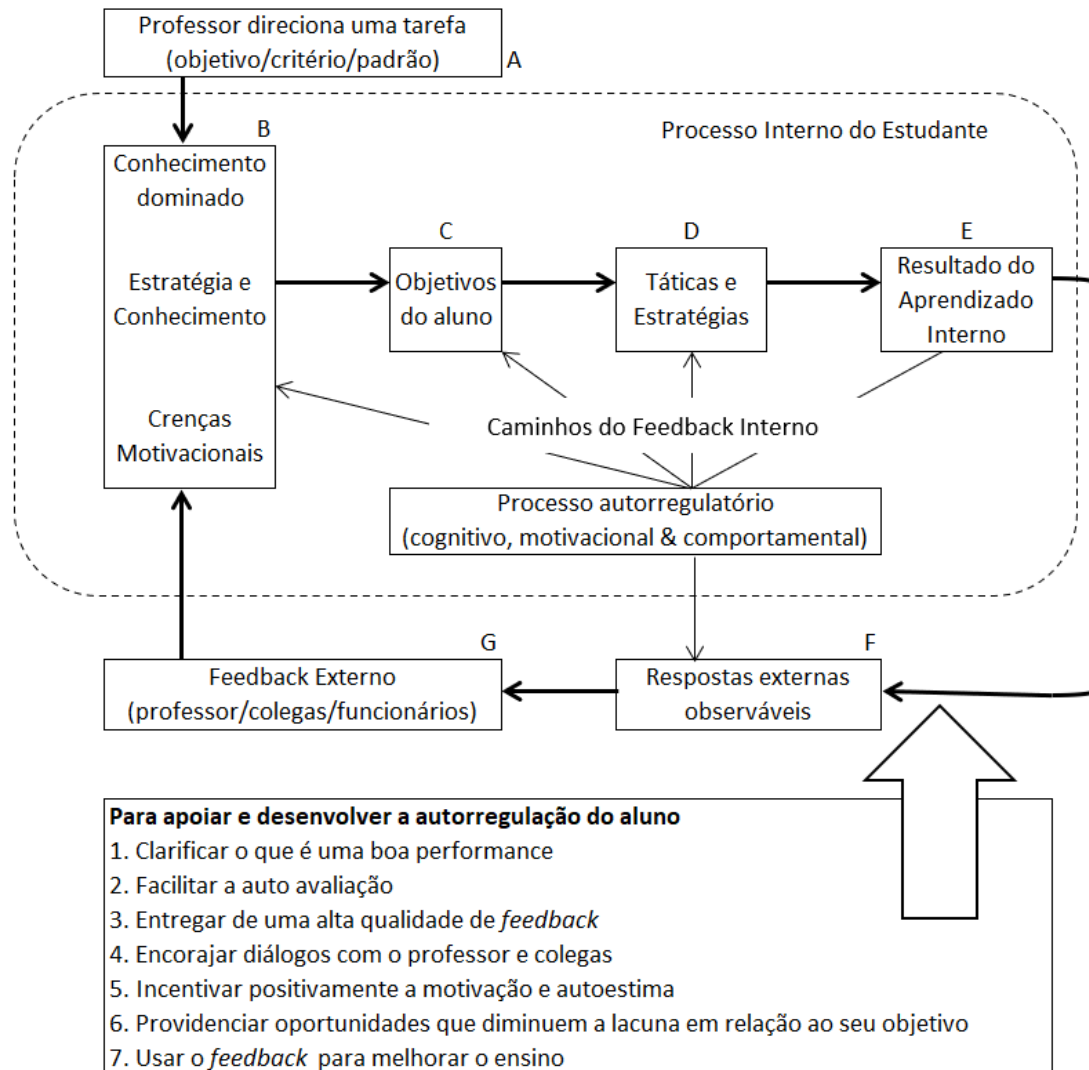 Professor direciona uma tarefa
(objetivo/critério/padrão)
A
B
Processo Interno do Estudante
Conhecimento
dominado
Estratégia e
Conhecimento
Crenças
Motivacionais
C
Objetivos
do aluno
D
Táticas e
Estratégias
E
Resultado do
Aprendizado
Interno
Caminhos do Feedback Interno
Processo autorregulatório
(cognitivo, motivacional & comportamental)
G
Feedback Externo
(professor/colegas/funcionários)
F
Respostas externas
observáveis
Para apoiar e desenvolver a autorregulação do aluno
1. Clarificar o que é uma boa performance
2. Facilitar a auto avaliação
3. Entregar de uma alta qualidade de feedback
4. Encorajar diálogos com o professor e colegas
5. Incentivar positivamente a motivação e autoestima
6. Providenciar oportunidades que diminuem a lacuna em relação ao seu objetivo
7. Usar o feedback para melhorar o ensino